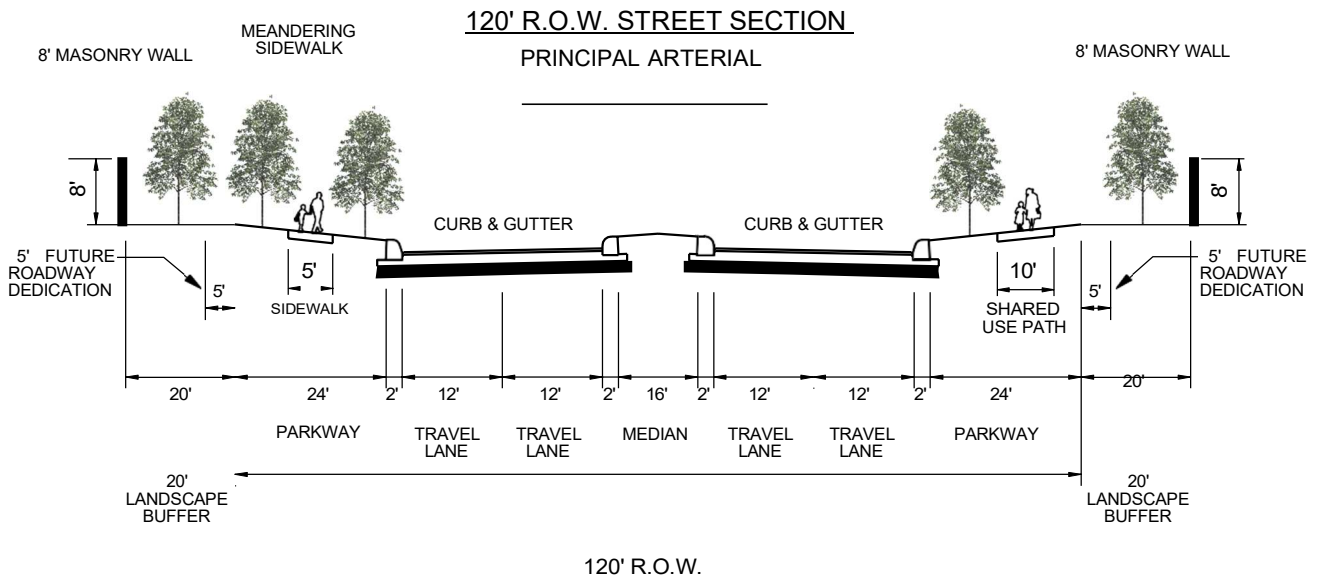 120' R.O.W. STREET SECTION
PRINCIPAL ARTERIAL
MEANDERING
SIDEWALK
8' MASONRY WALL
8' MASONRY WALL
8'
8'
CURB & GUTTER
CURB & GUTTER
5' FUTURE
ROADWAY
DEDICATION
5'
5'
SIDEWALK
10'
SHARED
USE PATH
5'
5' FUTURE
ROADWAY
DEDICATION
20'
24'
2'
12'
12'
2'
16'
2'
12'
12'
2'
24'
20'
PARKWAY
TRAVEL
LANE
TRAVEL
LANE
MEDIAN
TRAVEL
LANE
TRAVEL
LANE
PARKWAY
20'
LANDSCAPE
BUFFER
20'
LANDSCAPE
BUFFER
120' R.O.W.